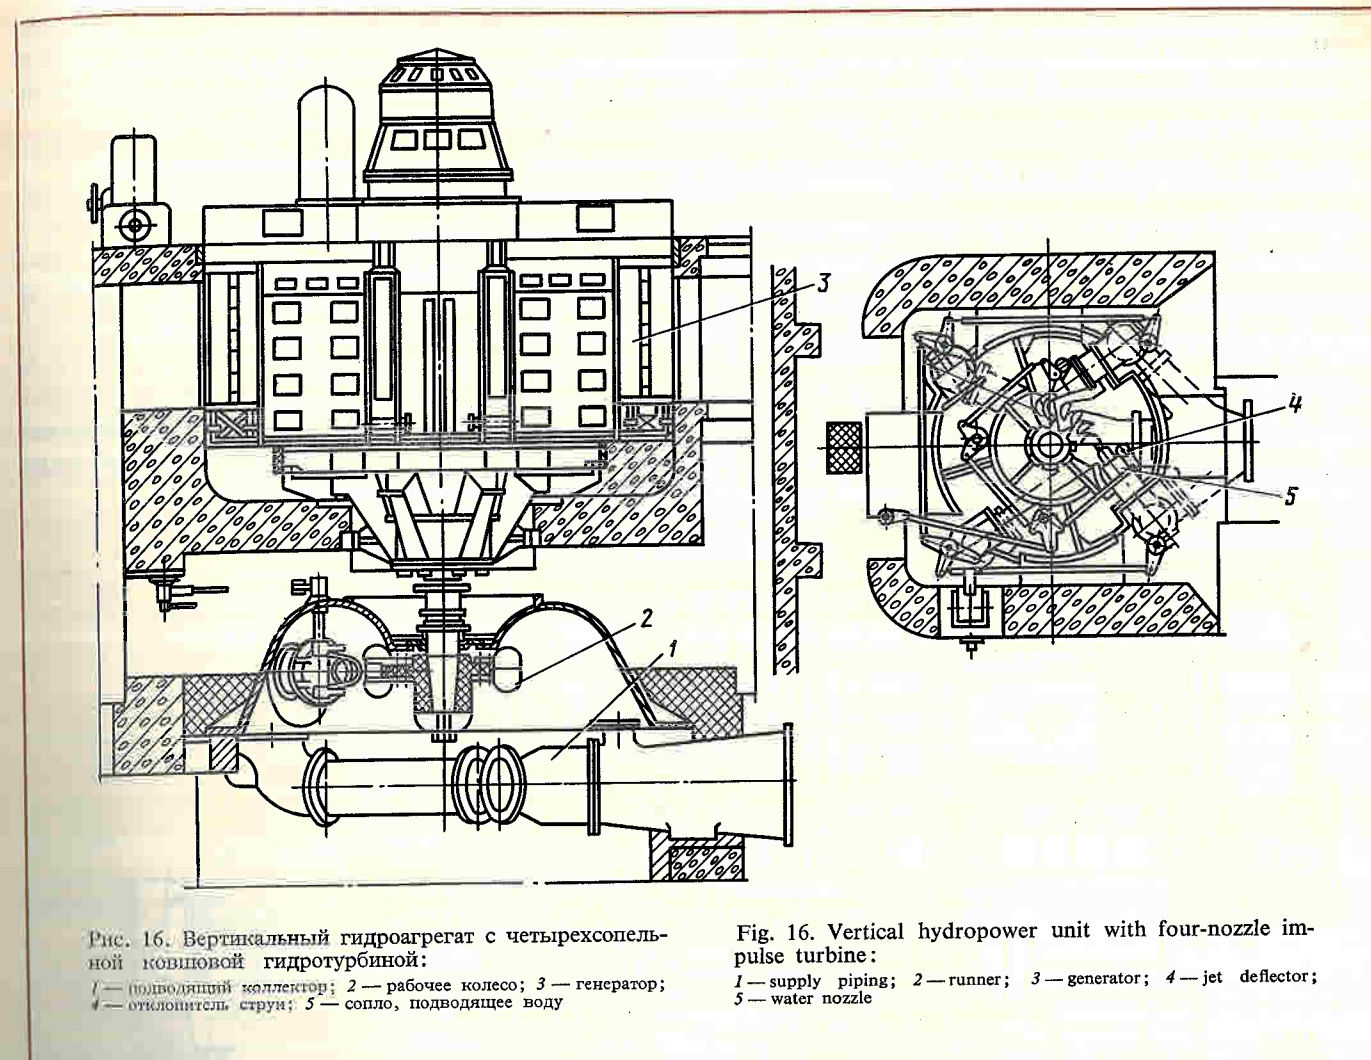 3
4
5
2
1
Рис. 16. Вертикальный гидроагрегат с четырехсопель-
ной ковшовой гидротурбиной:
1 — подводящий коллектор; 2 — рабочее колесо; 3 — генератор;
4 — отклонитель струи; 5 — сопло, подводящее воду
Fig. 16. Vertical hydropower unit with four-nozzle im-
pulse turbine:
1 — supply piping; 2 — runner; 3 — generator; 4 — jet deflector;
5 — water nozzle